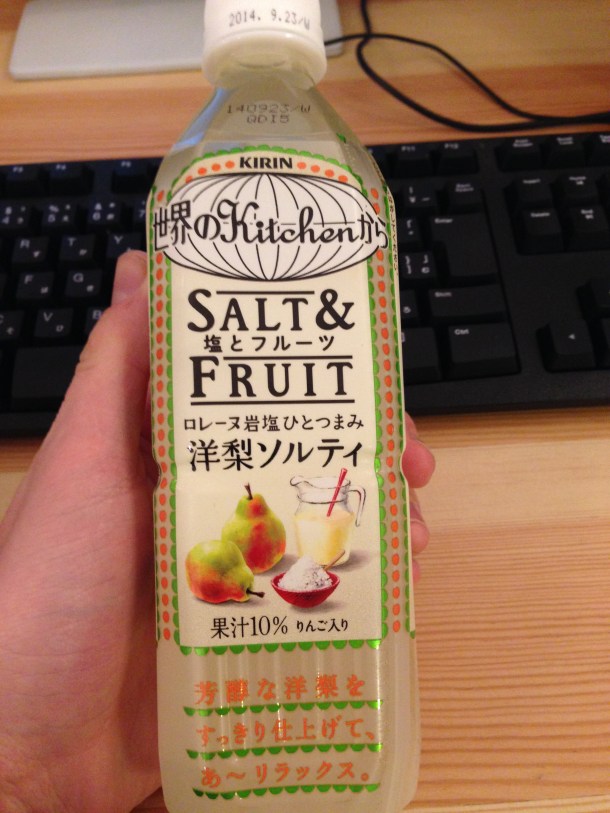 2014. 9.23/W
140923/W
QDI5
KIRIN
世界のKitchenから
SALT&
塩とフルーツ
FRUIT
ロレーヌ岩塩ひとつまみ
洋梨ソルティ
果汁10% りんご入り
芳醇な洋梨を
すっきり仕上げて、
あ～リラックス。